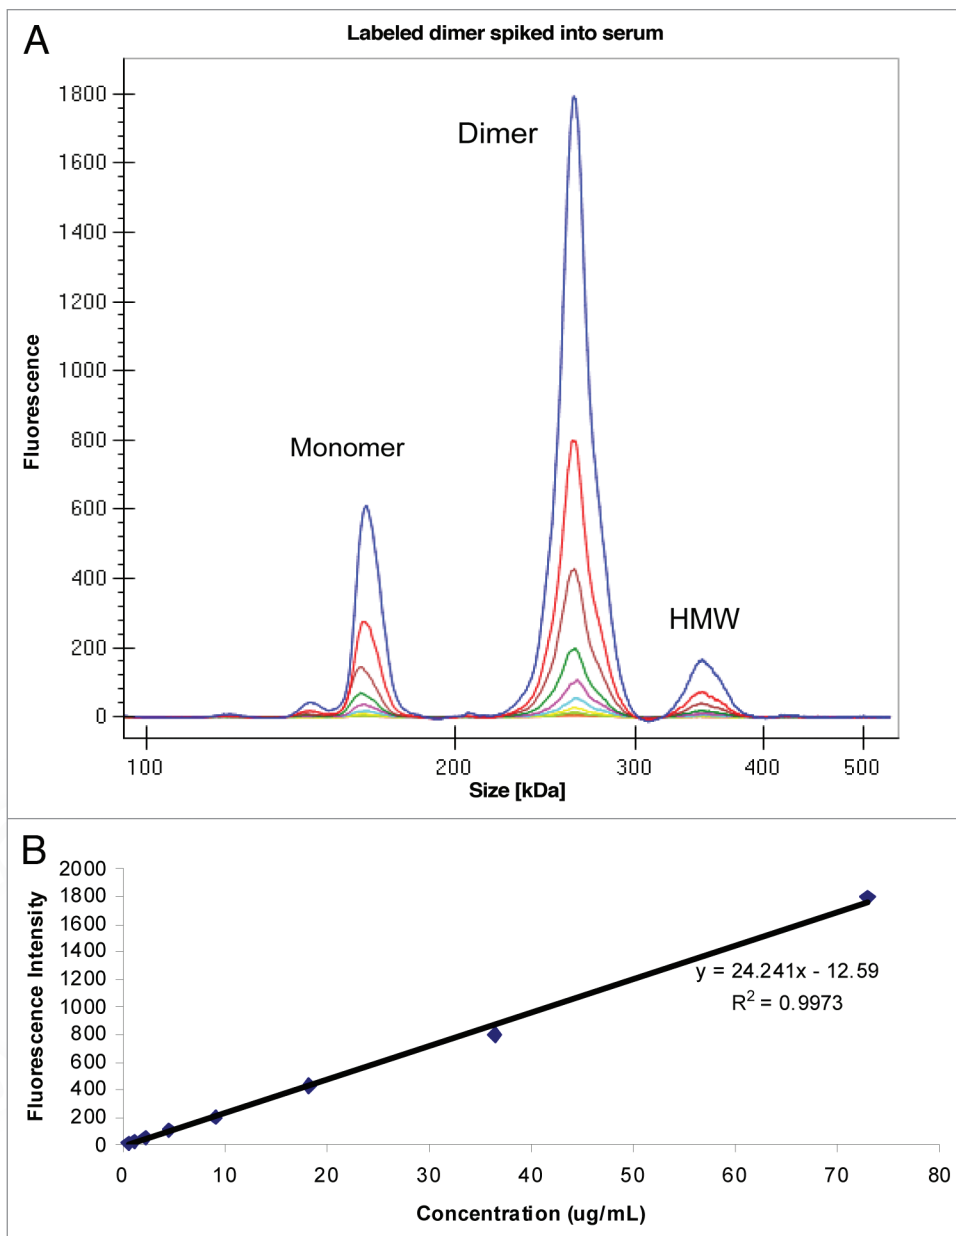 A
Labeled dimer spiked into serum
1800
1600
1400
1200
1000
800
600
400
200
0
Fluorescence
Dimer
Monomer
HMW
100 200 300 400 500
Size [kDa]
B
2000
1800
1600
1400
1200
1000
800
600
400
200
0
Fluorescence Intensity
y = 24.241x - 12.59
R² = 0.9973
0 10 20 30 40 50 60 70 80
Concentration (ug/mL)